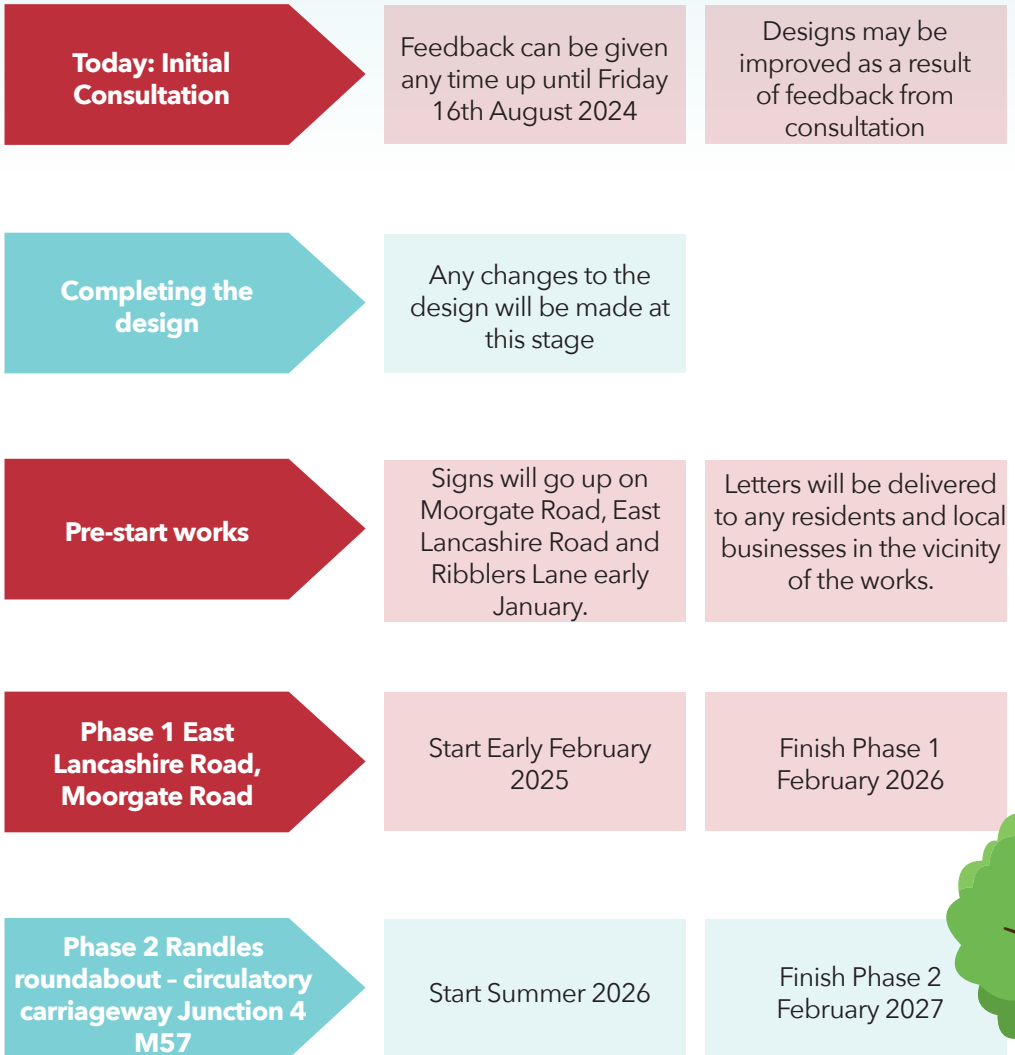 Today: Initial
Consultation
Feedback can be given
any time up until Friday
16th August 2024
Designs may be
improved as a result
of feedback from
consultation
Completing the
design
Any changes to the
design will be made at
this stage
Pre-start works
Signs will go up on
Moorgate Road, East
Lancashire Road and
Ribblers Lane early
January.
Letters will be delivered
to any residents and local
businesses in the vicinity
of the works.
Phase 1 East
Lancashire Road,
Moorgate Road
Start Early February
2025
Finish Phase 1
February 2026
Phase 2 Randles
roundabout – circulatory
carriageway Junction 4
M57
Start Summer 2026
Finish Phase 2
February 2027